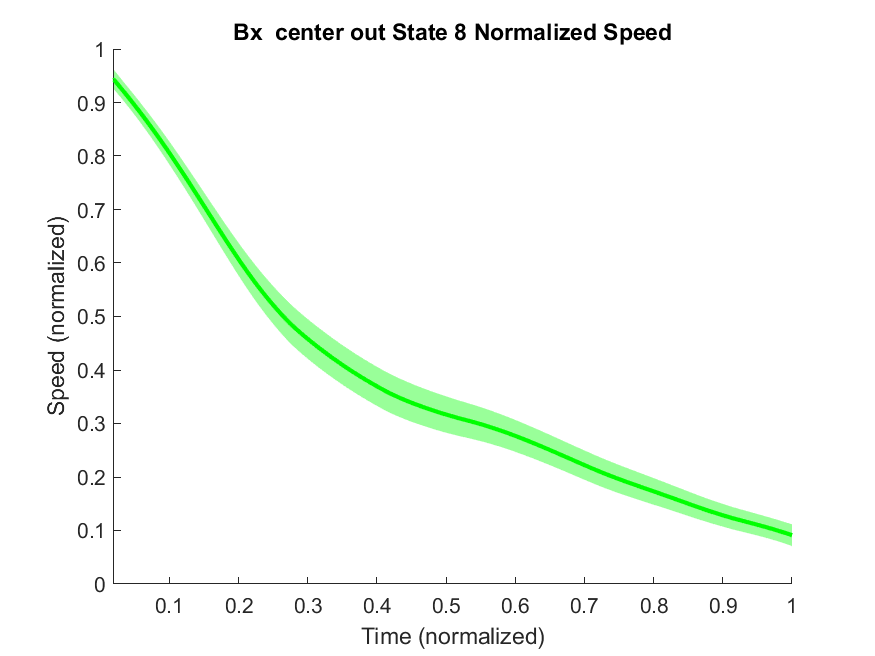 Bx  center out State 8 Normalized Speed
1
0.9
0.8
0.7
0.6
0.5
0.4
0.3
0.2
0.1
0
Speed (normalized)
0.1 0.2 0.3 0.4 0.5 0.6 0.7 0.8 0.9 1
Time (normalized)